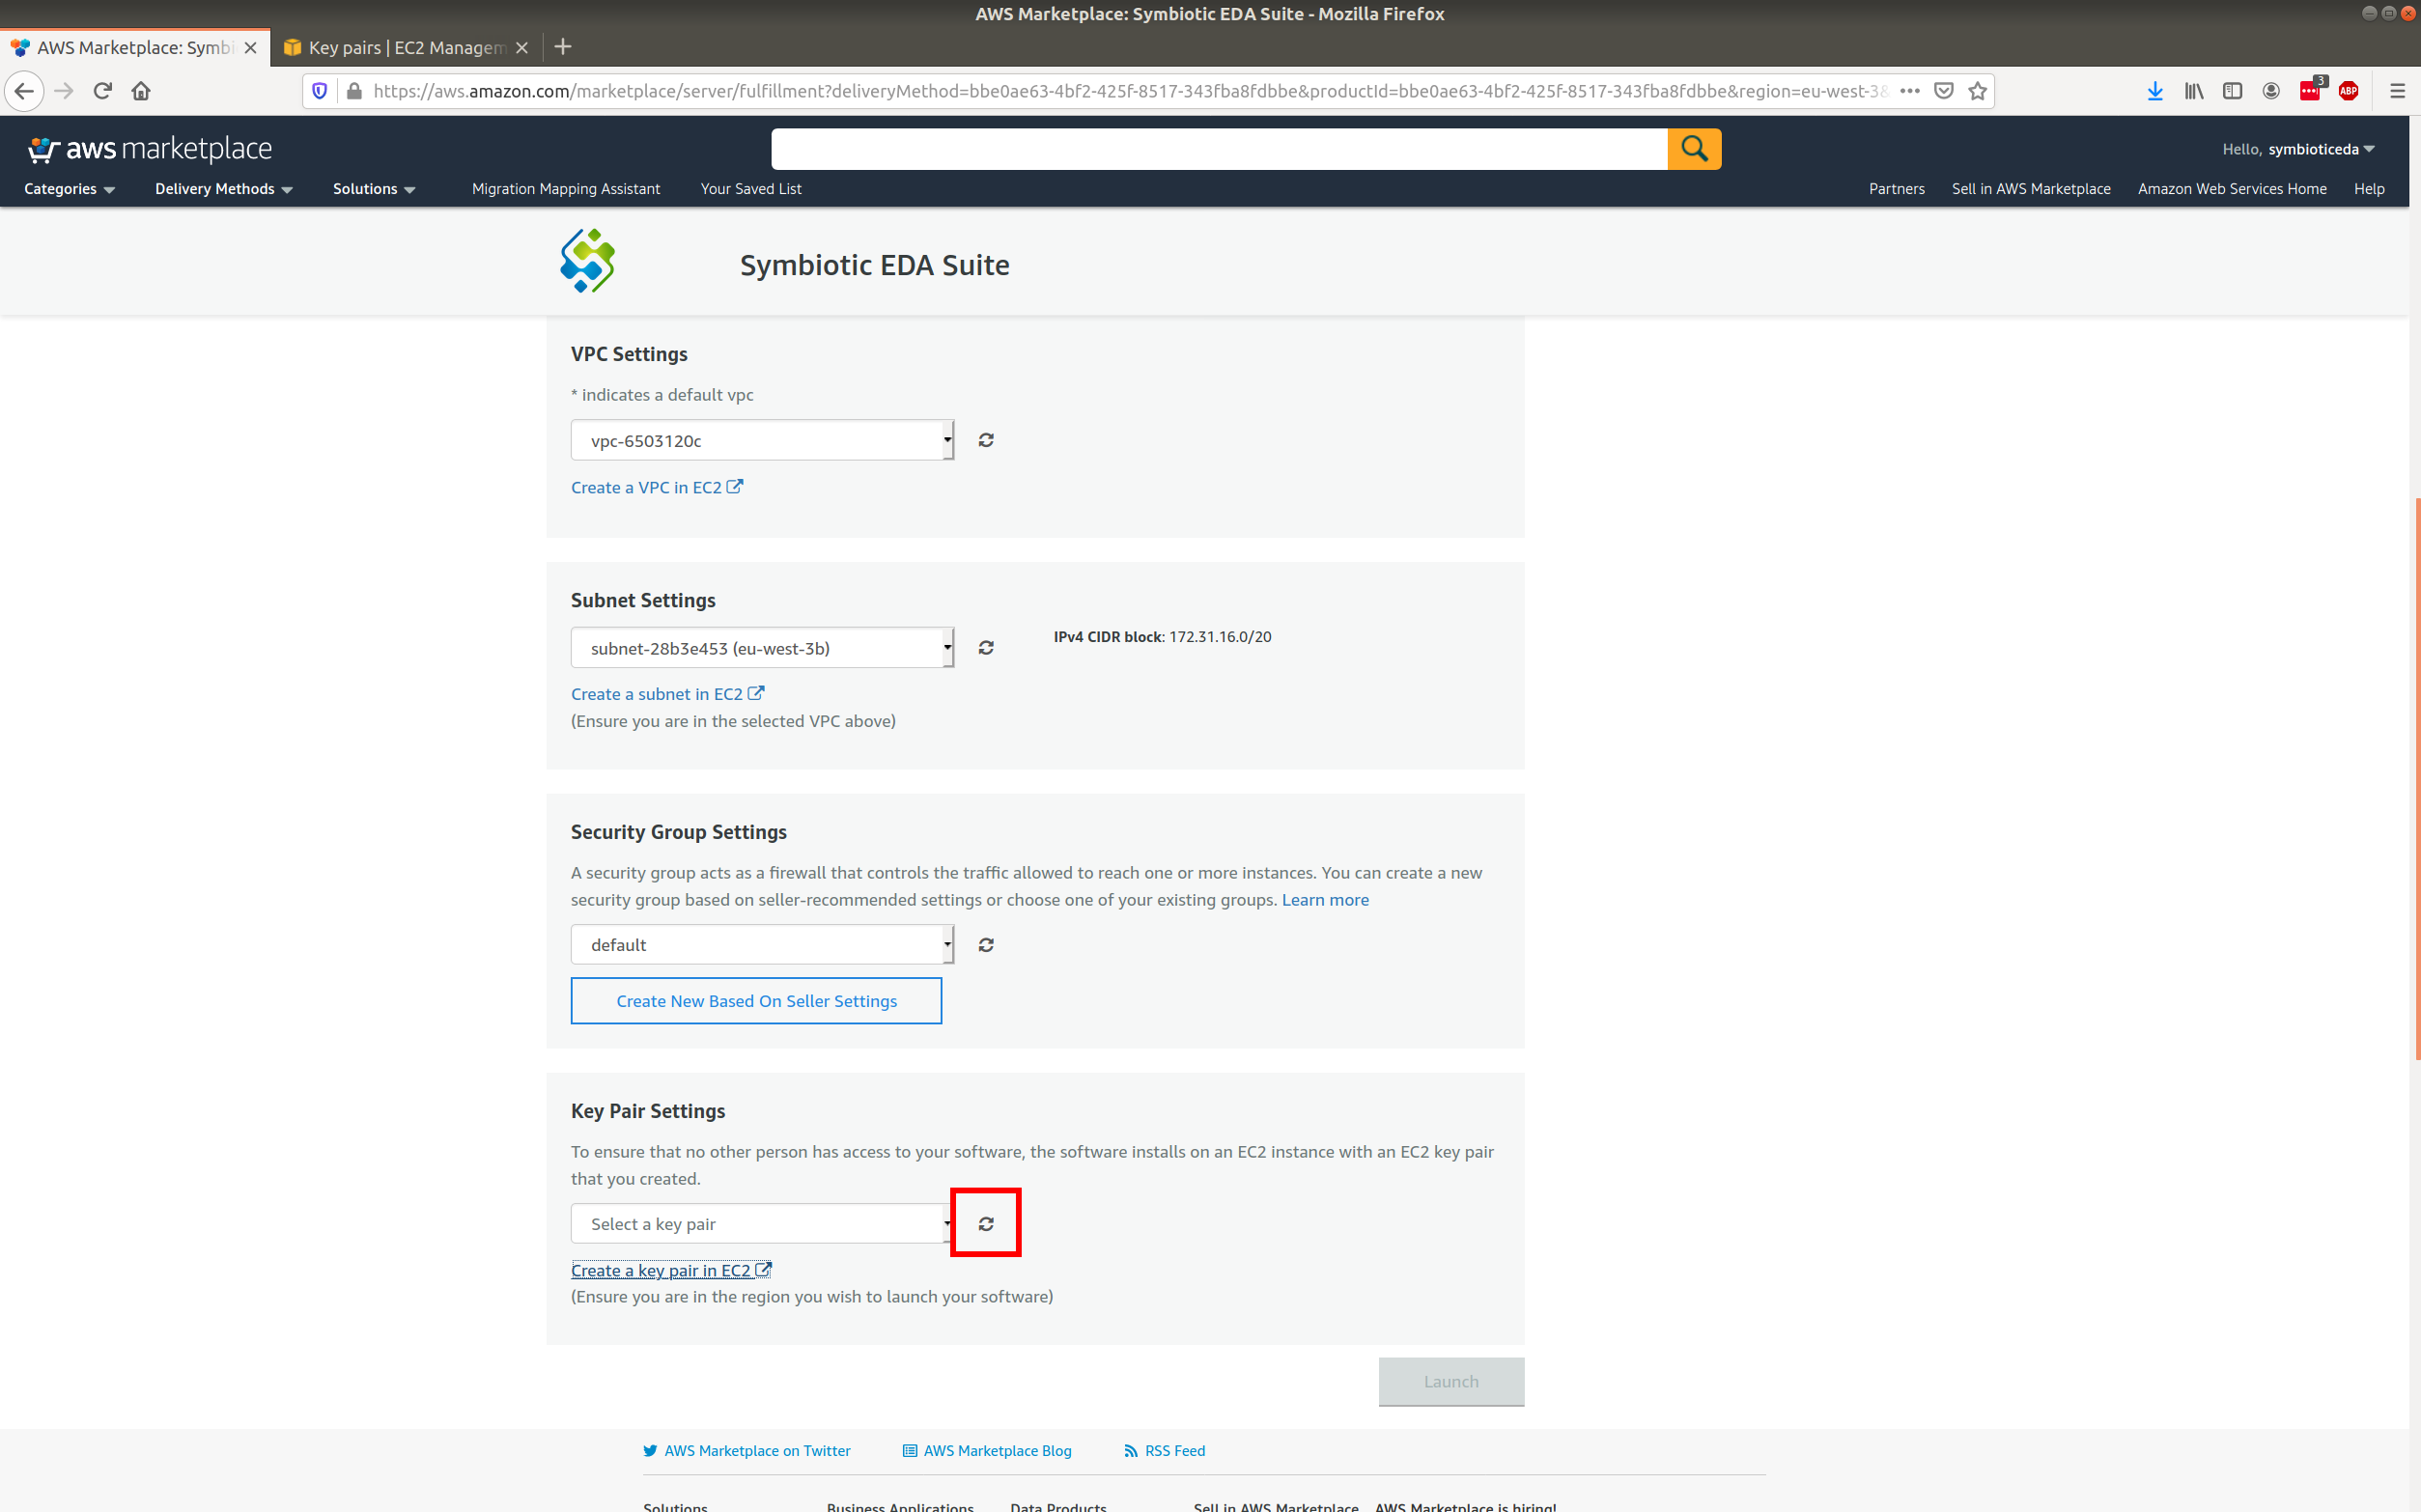 AWS Marketplace: Symbiotic EDA Suite - Mozilla Firefox
AWS Marketplace: Symbi
Key pairs | EC2 Managem
https://aws.amazon.com/marketplace/server/fulfillment?deliveryMethod=bbe0ae63-4bf2-425f-8517-343fba8fdbbe&productId=bbe0ae63-4bf2-425f-8517-343fba8fdbbe&region=eu-west-3&
3
ABP
aws marketplace
Hello, symbioticeda
Categories Delivery Methods Solutions Migration Mapping Assistant Your Saved List Partners Sell in AWS Marketplace Amazon Web Services Home Help
Symbiotic EDA Suite
VPC Settings
* indicates a default vpc
vpc-6503120c
Create a VPC in EC2
Subnet Settings
subnet-28b3e453 (eu-west-3b)
IPv4 CIDR block: 172.31.16.0/20
Create a subnet in EC2
(Ensure you are in the selected VPC above)
Security Group Settings
A security group acts as a firewall that controls the traffic allowed to reach one or more instances. You can create a new
security group based on seller-recommended settings or choose one of your existing groups. Learn more
default
Create New Based On Seller Settings
Key Pair Settings
To ensure that no other person has access to your software, the software installs on an EC2 instance with an EC2 key pair
that you created.
Select a key pair
Create a key pair in EC2
(Ensure you are in the region you wish to launch your software)
Launch
AWS Marketplace on Twitter AWS Marketplace Blog RSS Feed
Solutions Business Applications Data Products Sell in AWS Marketplace AWS Marketplace is hiring!